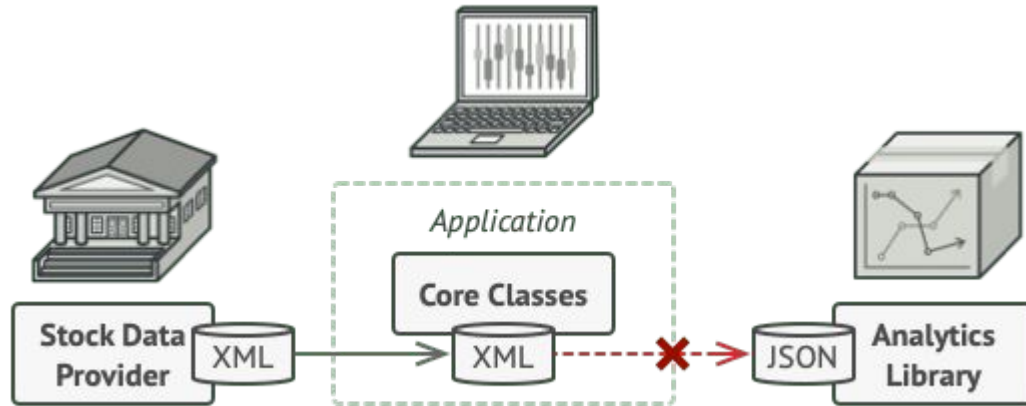 Application
Core Classes
Stock Data
Provider
XML
XML
JSON
Analytics
Library